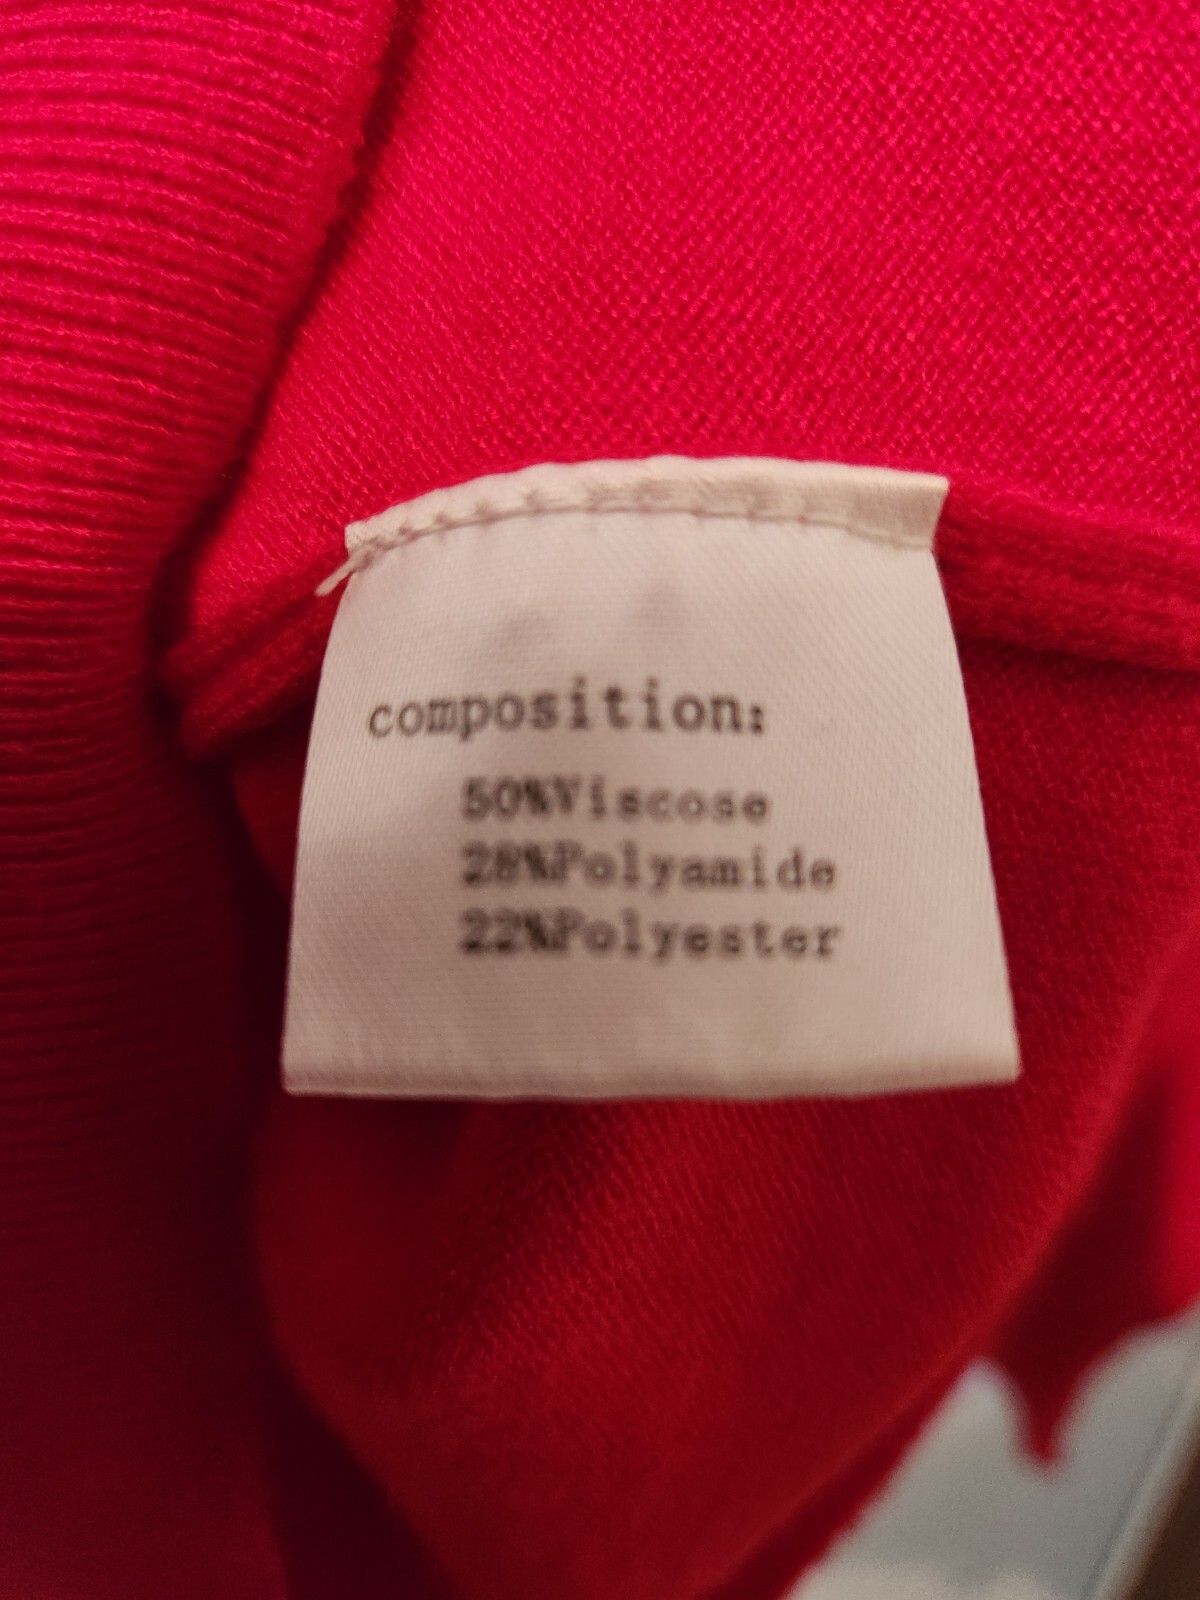 composition:
50%Viscose
28%Polyamide
22%Polyester